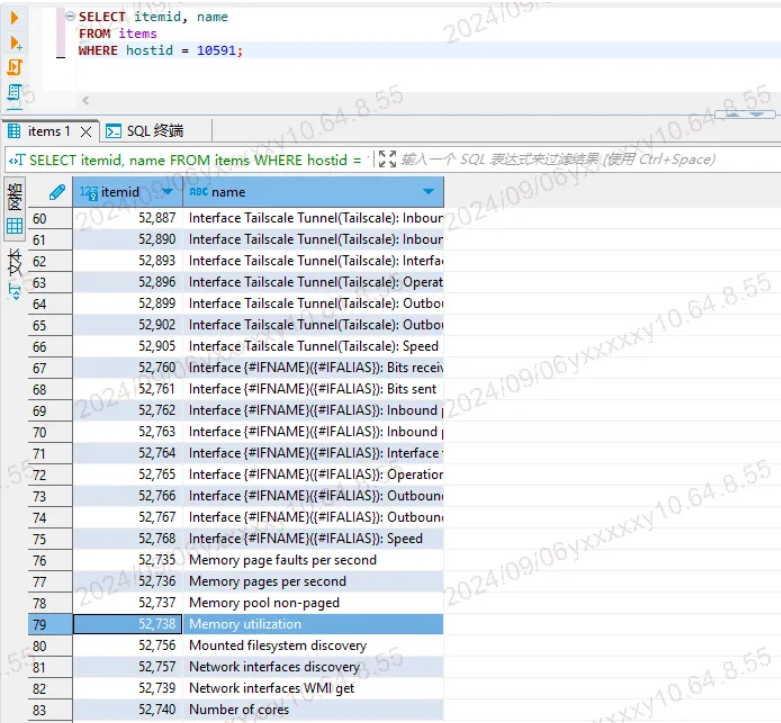 SELECT itemid, name
FROM items
WHERE hostid = 10591;
items 1
SQL 终端
SELECT itemid, name FROM items WHERE hostid =
输入一个 SQL 表达式来过滤结果 (使用 Ctrl+Space)
网格
文本
123 itemid
ABC name
60 52,887 Interface Tailscale Tunnel(Tailscale): Inboun
61 52,890 Interface Tailscale Tunnel(Tailscale): Inboun
62 52,893 Interface Tailscale Tunnel(Tailscale): Interfa
63 52,896 Interface Tailscale Tunnel(Tailscale): Operat
64 52,899 Interface Tailscale Tunnel(Tailscale): Outbou
65 52,902 Interface Tailscale Tunnel(Tailscale): Outbou
66 52,905 Interface Tailscale Tunnel(Tailscale): Speed
67 52,760 Interface {#IFNAME}({#IFALIAS}): Bits receiv
68 52,761 Interface {#IFNAME}({#IFALIAS}): Bits sent
69 52,762 Interface {#IFNAME}({#IFALIAS}): Inbound
70 52,763 Interface {#IFNAME}({#IFALIAS}): Inbound
71 52,764 Interface {#IFNAME}({#IFALIAS}): Interface
72 52,765 Interface {#IFNAME}({#IFALIAS}): Operation
73 52,766 Interface {#IFNAME}({#IFALIAS}): Outboun
74 52,767 Interface {#IFNAME}({#IFALIAS}): Outboun
75 52,768 Interface {#IFNAME}({#IFALIAS}): Speed
76 52,735 Memory page faults per second
77 52,736 Memory pages per second
78 52,737 Memory pool non-paged
79 52,738 Memory utilization
80 52,756 Mounted filesystem discovery
81 52,757 Network interfaces discovery
82 52,739 Network interfaces WMI get
83 52,740 Number of cores
2024/09/06yxxxxxy10.64.8.55